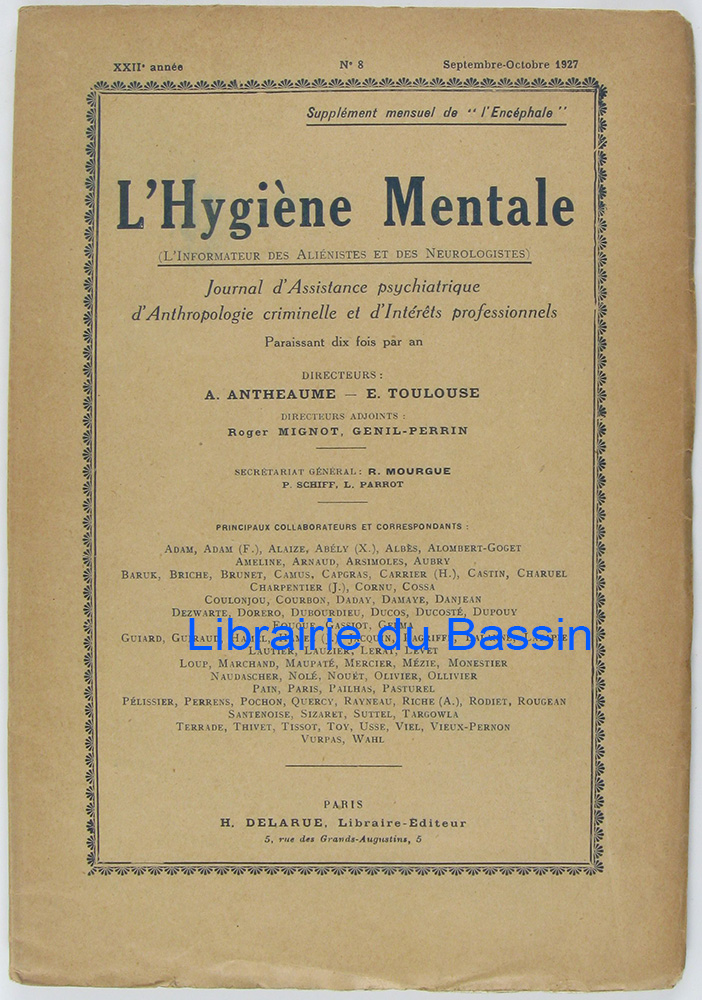 XXIIe année N° 8 Septembre-Octobre 1927
Supplément mensuel de "l'Encéphale"
L'Hygiène Mentale
(L'Informateur des Aliénistes et des Neurologistes)
Journal d'Assistance psychiatrique
d'Anthropologie criminelle et d'Intérêts professionnels
Paraissant dix fois par an
DIRECTEURS :
A. ANTHEAUME — E. TOULOUSE
DIRECTEURS ADJOINTS :
Roger MIGNOT, GENIL-PERRIN
SECRÉTARIAT GÉNÉRAL : R. MOURGUE
P. SCHIFF, L. PARROT
PRINCIPAUX COLLABORATEURS ET CORRESPONDANTS :
Adam, Adam (F.), Alaize, Abély (X.), Albès, Alombert-Goget
Ameline, Arnaud, Arsimoles, Aubry
Baruk, Briche, Brunet, Camus, Capgras, Carrier (H.), Castin, Charuel
Charpentier (J.), Cornu, Cossa
Coulonjou, Courbon, Daday, Damaye, Danjean
Dezwarte, Dorero, Dubourdieu, Ducos, Ducosté, Dupouy
Fouque, Gassiot,
Librairie du Bassin
Guiard, Guiraud,
Lautier, Lauzier, Lerat, Levet
Loup, Marchand, Maupaté, Mercier, Mézie, Monestier
Naudascher, Nolé, Nouët, Olivier, Ollivier
Pain, Paris, Pailhas, Pasturel
Pélissier, Perrens, Pochon, Quercy, Rayneau, Riche (A.), Rodiet, Rougean
Santenoise, Sizaret, Suttel, Targowla
Terrade, Thivet, Tissot, Toy, Usse, Viel, Vieux-Pernon
Vurpas, Wahl
PARIS
H. DELARUE, Libraire-Éditeur
5, rue des Grands-Augustins, 5